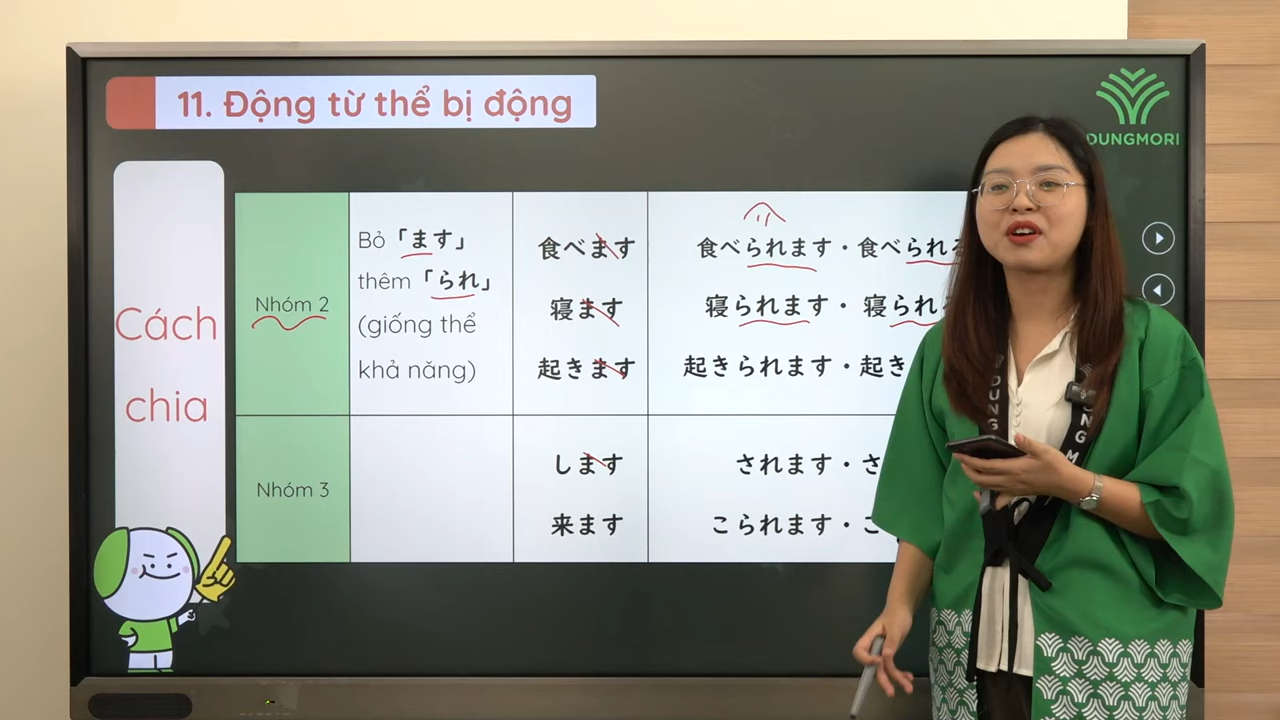 11. Động từ thể bị động
DUNGMORI
Cách
chia
Nhóm 2
Bỏ「ます」
thêm「られ」
(giống thể
khả năng)
食べます
寝ます
起きます
食べられます・食べられ
寝られます・寝られ
起きられます・起き
Nhóm 3
します
来ます
されます・さ
こられます・こ
DUNG
UNG M